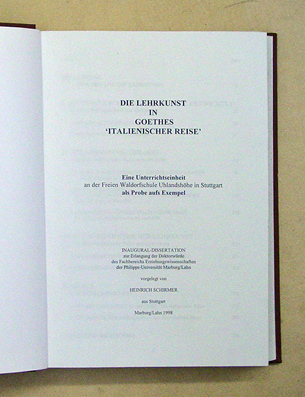 DIE LEHRKUNST
IN
GOETHES
'ITALIENISCHER REISE'
Eine Unterrichtseinheit
an der Freien Waldorfschule Uhlandshöhe in Stuttgart
als Probe aufs Exempel
INAUGURAL-DISSERTATION
zur Erlangung der Doktorwürde
des Fachbereichs Erziehungswissenschaften
der Philipps-Universität Marburg/Lahn
vorgelegt von
HEINRICH SCHIRMER
aus Stuttgart
Marburg/Lahn 1998